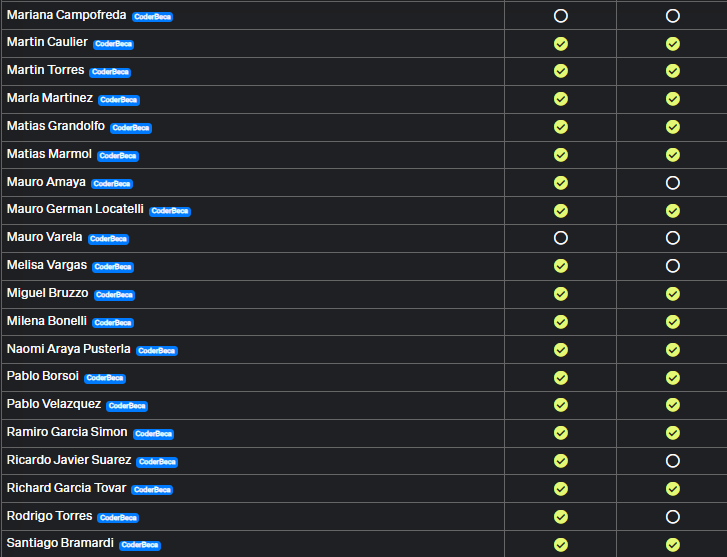 Mariana Campofreda CoderBeca
Martin Caulier CoderBeca
Martin Torres CoderBeca
María Martinez CoderBeca
Matias Grandolfo CoderBeca
Matias Marmol CoderBeca
Mauro Amaya CoderBeca
Mauro German Locatelli CoderBeca
Mauro Varela CoderBeca
Melisa Vargas CoderBeca
Miguel Bruzzo CoderBeca
Milena Bonelli CoderBeca
Naomi Araya Pusterla CoderBeca
Pablo Borsoi CoderBeca
Pablo Velazquez CoderBeca
Ramiro Garcia Simon CoderBeca
Ricardo Javier Suarez CoderBeca
Richard Garcia Tovar CoderBeca
Rodrigo Torres CoderBeca
Santiago Bramardi CoderBeca